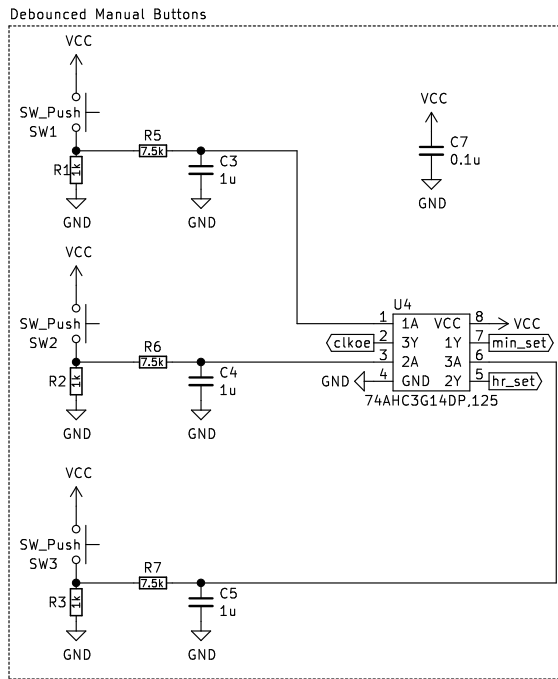 Debounced Manual Buttons
VCC
SW_Push
SW1
R5
7.5k
R1
1k
C3
1u
GND
GND
VCC
C7
0.1u
GND
VCC
SW_Push
SW2
R6
7.5k
R2
1k
C4
1u
GND
GND
U4
1 1A VCC 8 VCC
clkoe 2 3Y 1Y 7 min_set
3 2A 3A 6
GND 4 GND 2Y 5 hr_set
74AHC3G14DP,125
VCC
SW_Push
SW3
R7
7.5k
R3
1k
C5
1u
GND
GND